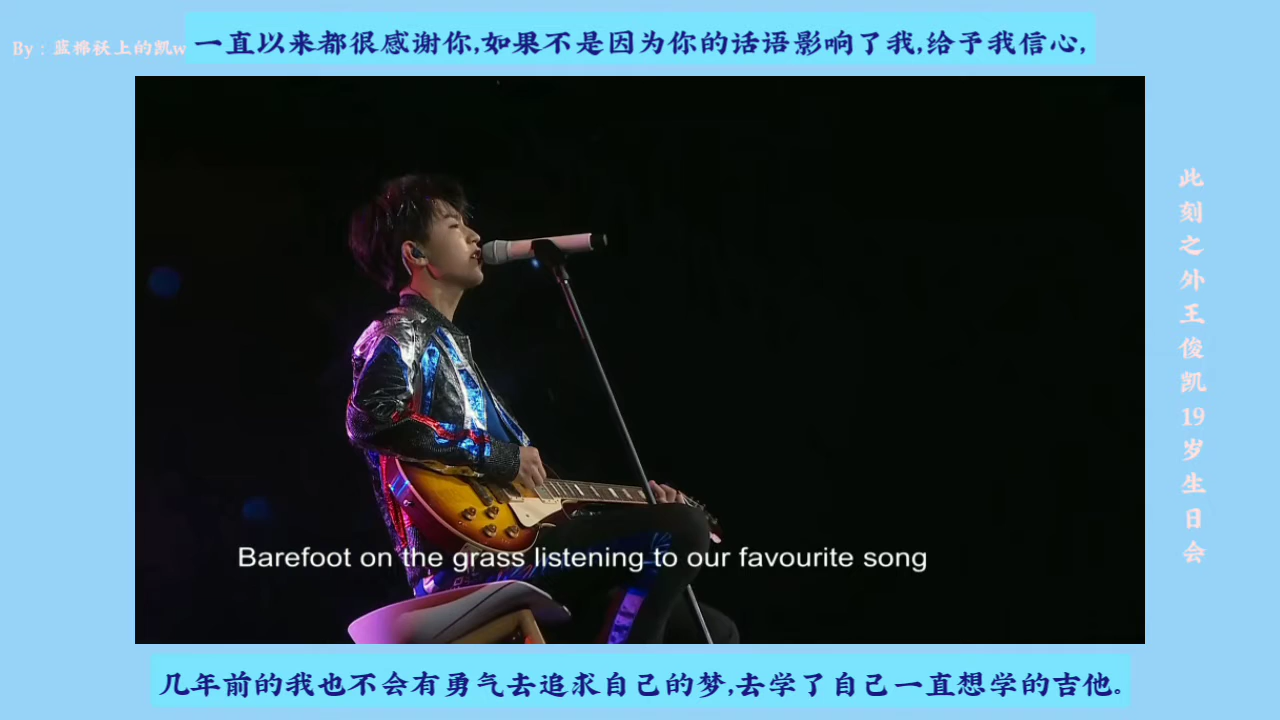 一直以来都很感谢你,如果不是因为你的话语影响了我,给予我信心,
By：蓝棉袄上的凯w
此刻之外王俊凯19岁生日会
Barefoot on the grass listening to our favourite song
几年前的我也不会有勇气去追求自己的梦,去学了自己一直想学的吉他。